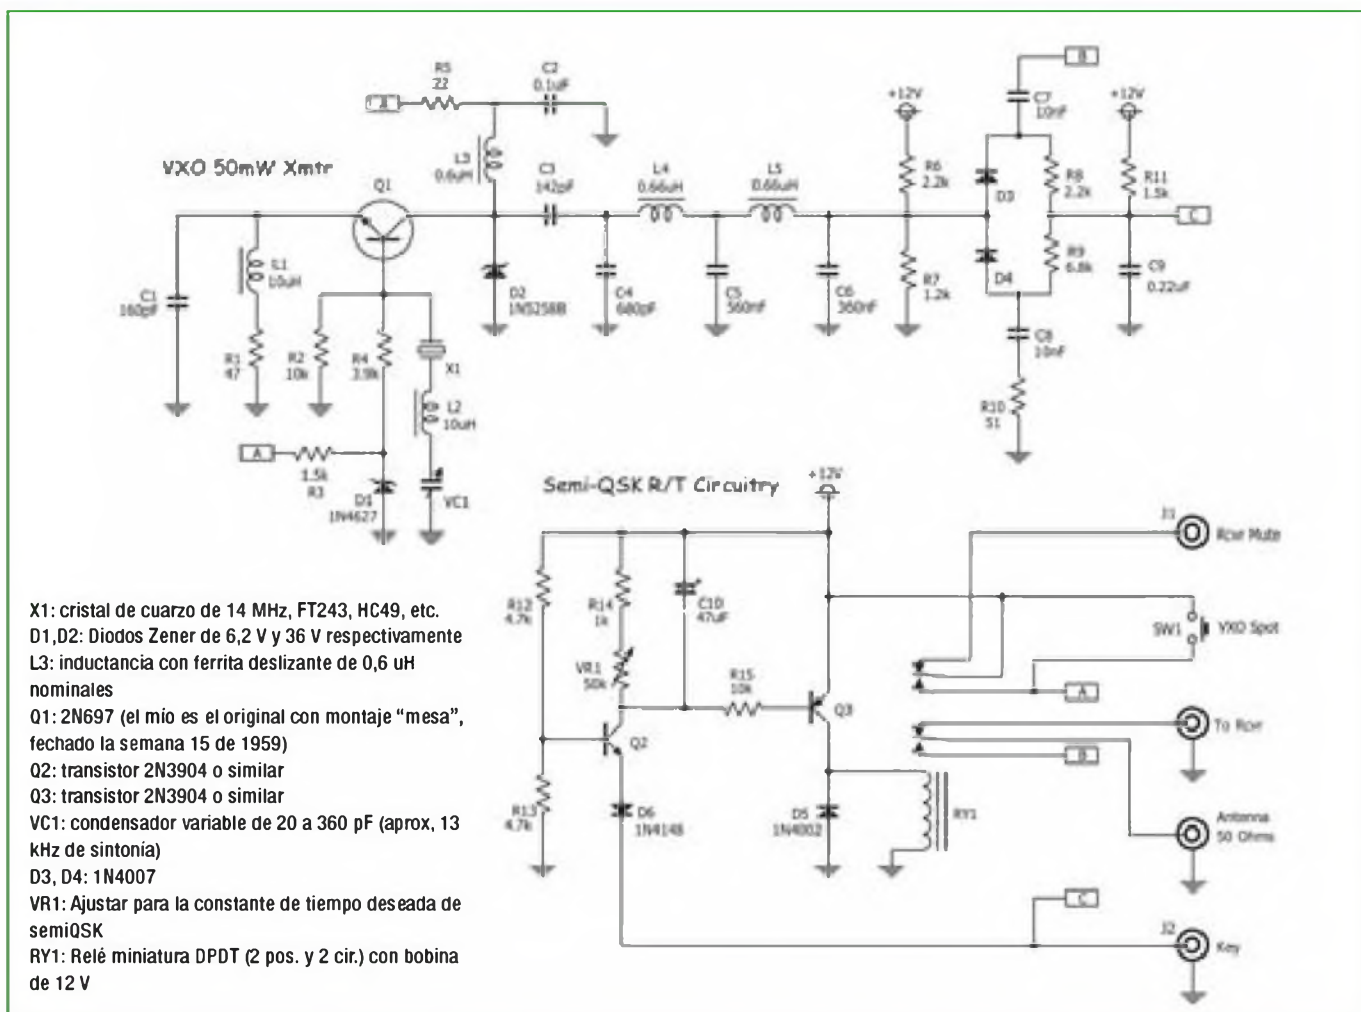 VXO 50mW Xmtr
A
R5
22
C2
0.1uF
L3
0.6uH
Q1
C3
142pF
L4
0.66uH
L5
0.66uH
+12V
R6
2.2k
R7
1.2k
B
C7
10nF
+12V
D3
R8
2.2k
R11
1.5k
C
D4
R9
6.8k
C9
0.22uF
C8
10nF
R10
51
C1
160pF
L1
10uH
R1
47
R2
10k
R4
3.9k
X1
L2
10uH
VC1
A
1.5k
R3
D1
1N4627
D2
1N5258B
C4
680pF
C5
560nF
C6
360nF
Semi-QSK R/T Circuitry
+12V
R12
4.7k
R14
1k
C10
47uF
VR1
50k
R15
10k
Q3
Q2
R13
4.7k
D6
1N4148
D5
1N4002
RY1
J1
Rcvr Mute
SW1
VXO Spot
A
To Rcvr
B
Antenna
50 Ohms
C
J2
Key
X1: cristal de cuarzo de 14 MHz, FT243, HC49, etc.
D1,D2: Diodos Zener de 6,2 V y 36 V respectivamente
L3: inductancia con ferrita deslizante de 0,6 uH
nominales
Q1: 2N697 (el mío es el original con montaje “mesa”,
fechado la semana 15 de 1959)
Q2: transistor 2N3904 o similar
Q3: transistor 2N3904 o similar
VC1: condensador variable de 20 a 360 pF (aprox, 13
kHz de sintonía)
D3, D4: 1N4007
VR1: Ajustar para la constante de tiempo deseada de
semiQSK
RY1: Relé miniatura DPDT (2 pos. y 2 cir.) con bobina
de 12 V